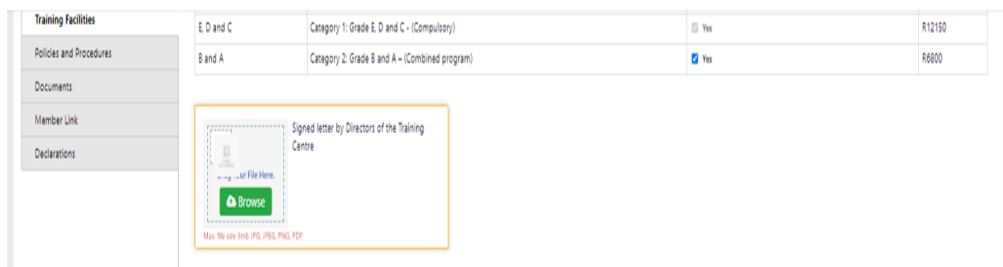 Training Facilities
Policies and Procedures
Documents
Member Link
Declarations
E, D and C Category 1: Grade E, D and C - (Compulsory) Yes R12150
B and A Category 2: Grade B and A – (Combined program) Yes R6800
Signed letter by Directors of the Training
Centre
File Here.
Browse
Max. file size 3mb JPG, JPEG, PNG, PDF